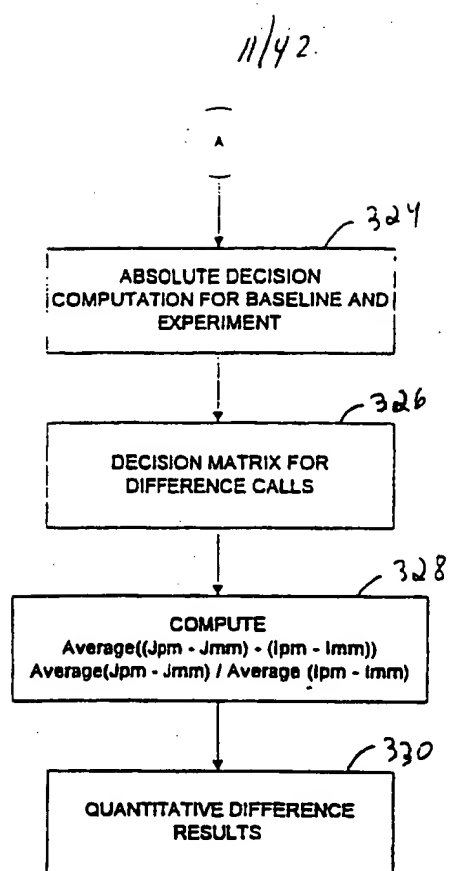 11/42.
A
324
ABSOLUTE DECISION
COMPUTATION FOR BASELINE AND
EXPERIMENT
326
DECISION MATRIX FOR
DIFFERENCE CALLS
328
COMPUTE
Average((Jpm - Jmm) - (Ipm - Imm))
Average(Jpm - Jmm) / Average (Ipm - Imm)
330
QUANTITATIVE DIFFERENCE
RESULTS